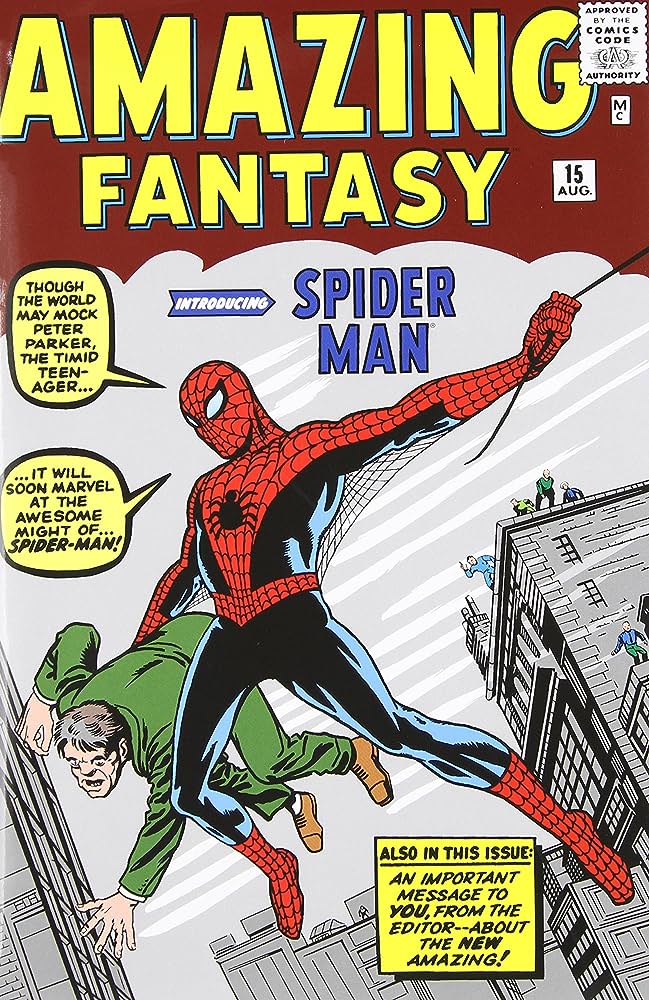 AMAZING
FANTASY
APPROVED
BY THE
COMICS
CODE
CA
AUTHORITY
M
C
15
AUG.
INTRODUCING
SPIDER
MAN®
THOUGH
THE WORLD
MAY MOCK
PETER
PARKER,
THE TIMID
TEEN-
AGER...
...IT WILL
SOON MARVEL
AT THE
AWESOME
MIGHT OF...
SPIDER-MAN!
ALSO IN THIS ISSUE:
AN IMPORTANT
MESSAGE TO
YOU, FROM THE
EDITOR--ABOUT
THE NEW
AMAZING!